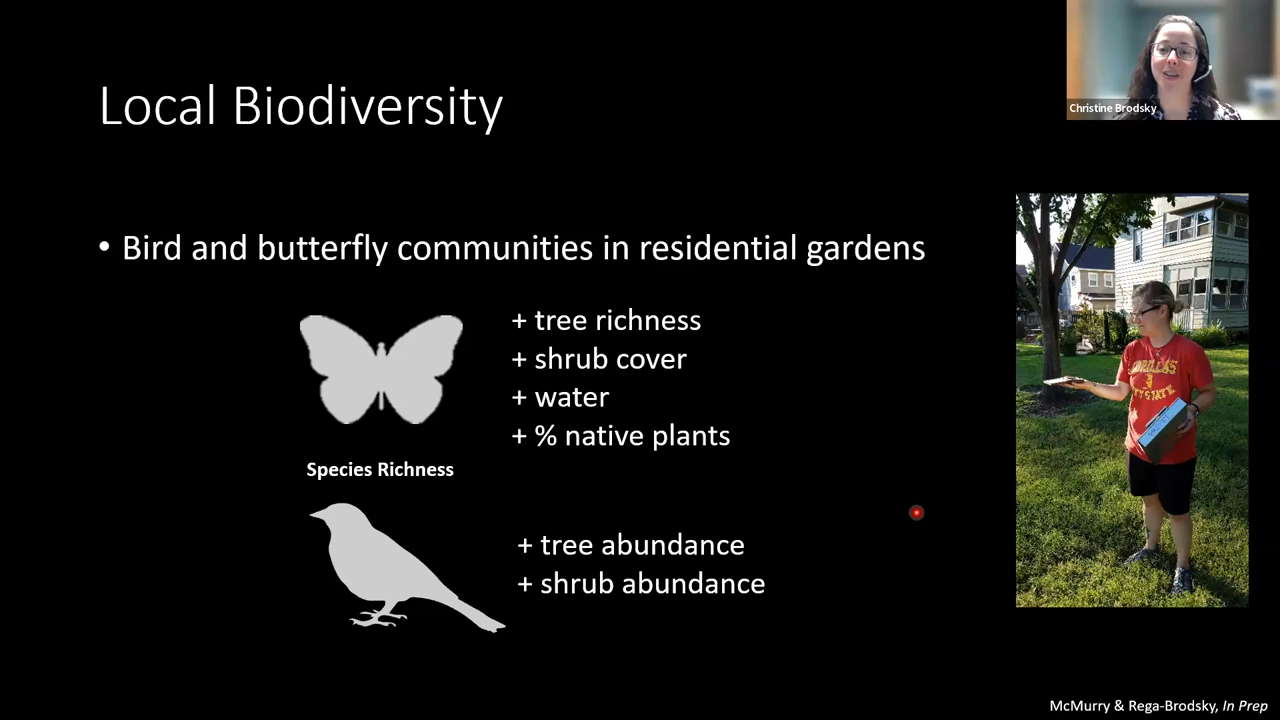 Christine Brodsky
Local Biodiversity
• Bird and butterfly communities in residential gardens
+ tree richness
+ shrub cover
+ water
+ % native plants
Species Richness
+ tree abundance
+ shrub abundance
McMurry & Rega-Brodsky, In Prep